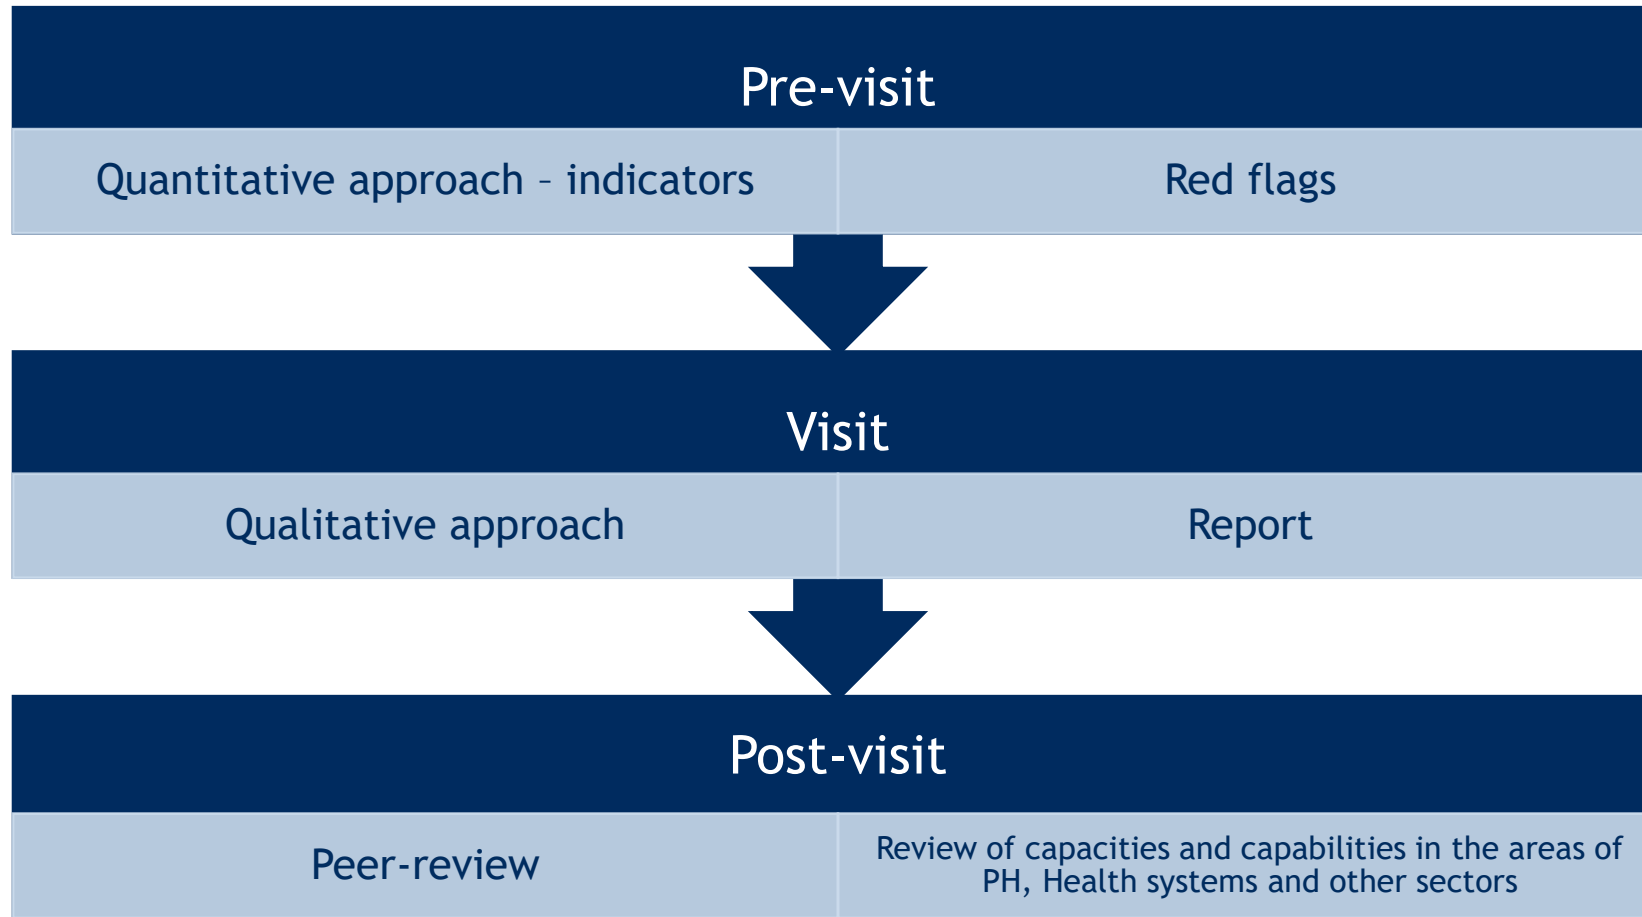 Pre-visit
Quantitative approach – indicators
Red flags
Visit
Qualitative approach
Report
Post-visit
Peer-review
Review of capacities and capabilities in the areas of
PH, Health systems and other sectors